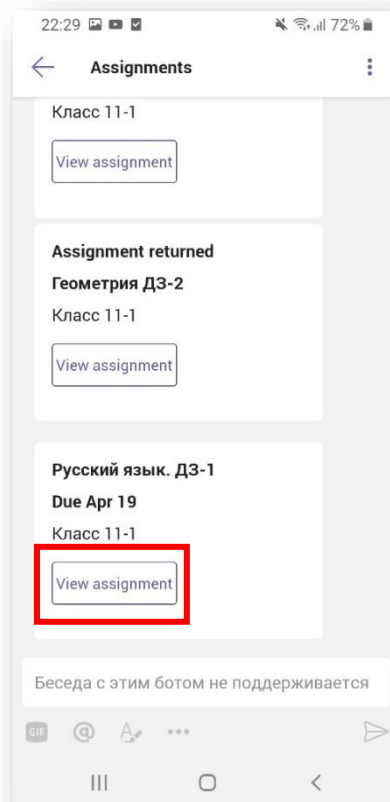 22:29 72%
Assignments
Класс 11-1
View assignment
Assignment returned
Геометрия ДЗ-2
Класс 11-1
View assignment
Русский язык. ДЗ-1
Due Apr 19
Класс 11-1
View assignment
Беседа с этим ботом не поддерживается
GIF